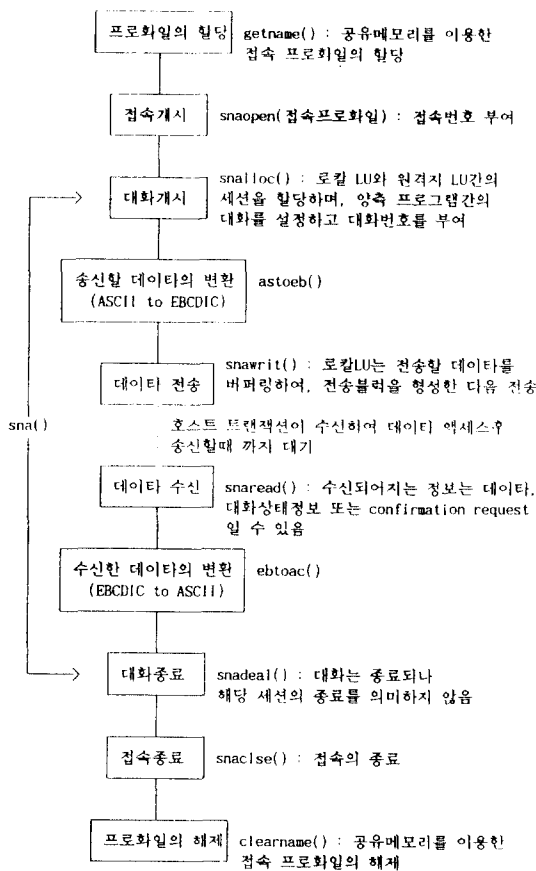 프로화일의 할당
getname() : 공유메모리를 이용한
접속 프로화일의 할당
접속개시
snaopen(접속프로화일) : 접속번호 부여
대화개시
snalloc() : 로칼 LU와 원격지 LU간의
세션을 할당하며, 양측 프로그램간의
대화를 설정하고 대화번호를 부여
송신할 데이타의 변환
(ASCII to EBCDIC)
astoeb()
데이타 전송
snawrit() : 로칼LU는 전송할 데이타를
버퍼링하여, 전송블럭을 형성한 다음 전송
sna()
호스트 트랜잭션이 수신하여 데이타 액세스후
송신할때 까지 대기
데이타 수신
snaread() : 수신되어지는 정보는 데이타,
대화상태정보 또는 confirmation request
일 수 있음
수신한 데이타의 변환
(EBCDIC to ASCII)
ebtoac()
대화종료
snadeal() : 대화는 종료되나
해당 세션의 종료를 의미하지 않음
접속종료
snaclse() : 접속의 종료
프로화일의 해제
clearname() : 공유메모리를 이용한
접속 프로화일의 해제